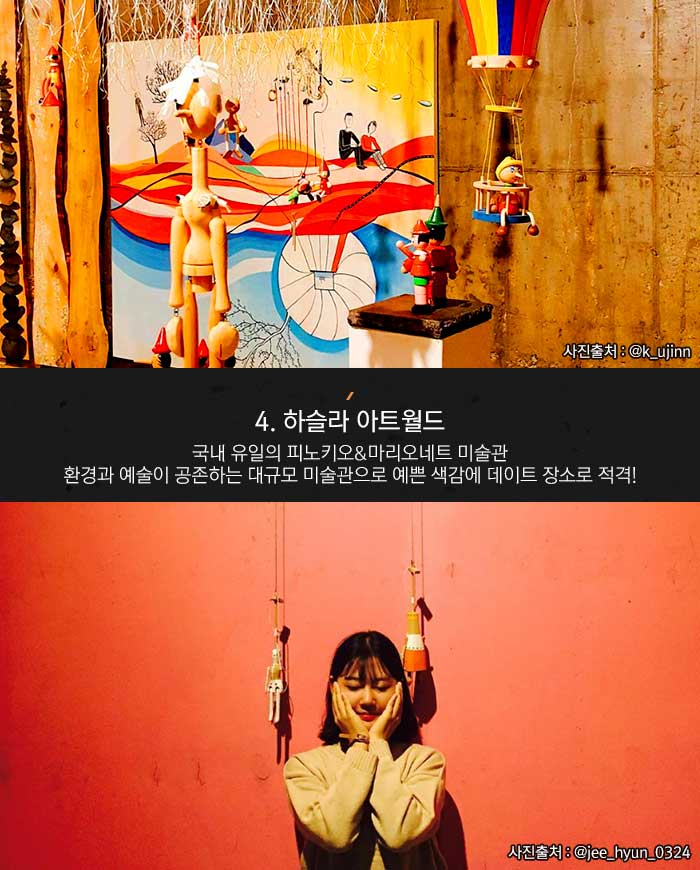 사진출처 : @k_ujinn
4. 하슬라 아트월드
국내 유일의 피노키오&마리오네트 미술관
환경과 예술이 공존하는 대규모 미술관으로 예쁜 색감에 데이트 장소로 적격!
사진출처 : @jee_hyun_0324